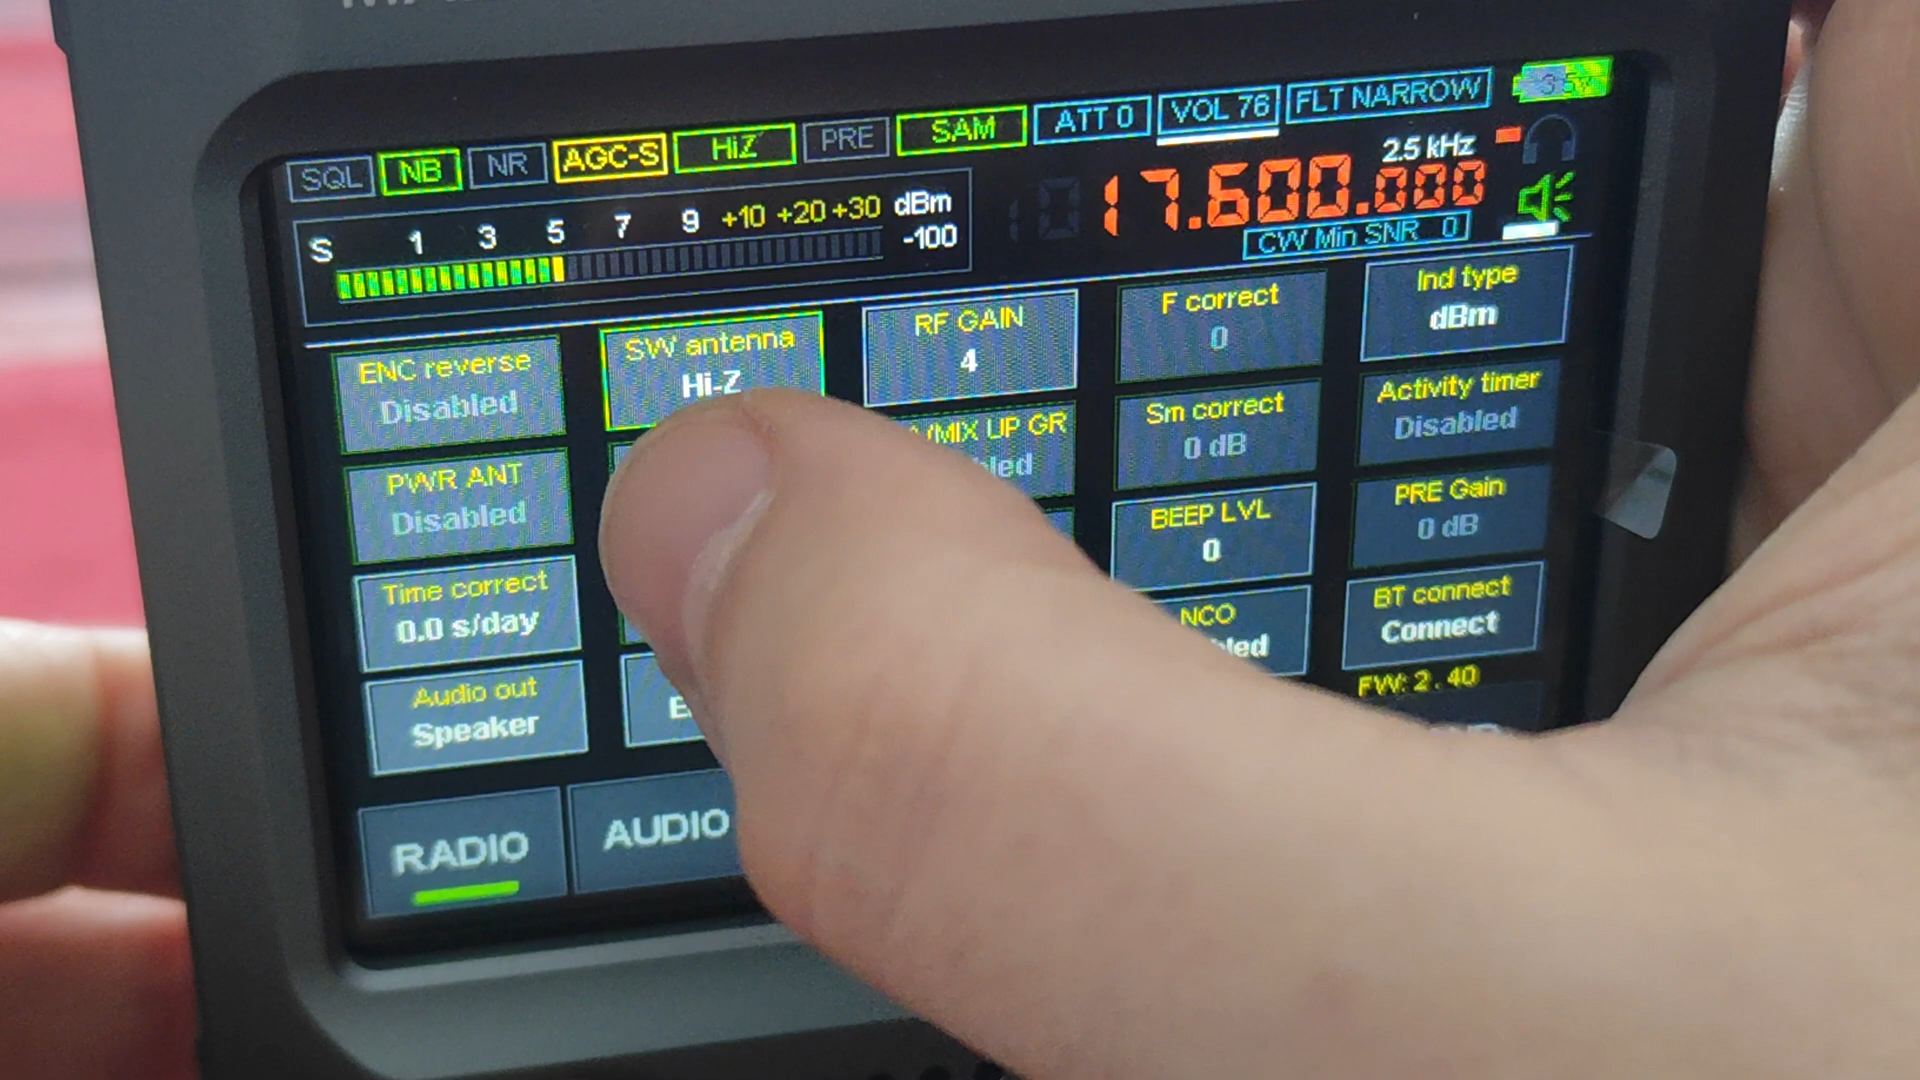 SQL NB NR AGC-S HiZ PRE SAM ATT 0 VOL 76 FLT NARROW
S 1 3 5 7 9 +10 +20 +30 dBm
-100
2.5 kHz
17.600.000
CW Min SNR 0
ENC reverse
Disabled
SW antenna
Hi-Z
RF GAIN
4
F correct
0
Ind type
dBm
PWR ANT
Disabled
/MIX UP GR
Sm correct
0 dB
Activity timer
Disabled
Time correct
0.0 s/day
BEEP LVL
0
PRE Gain
0 dB
Audio out
Speaker
NCO
BT connect
Connect
FW: 2.40
RADIO
AUDIO